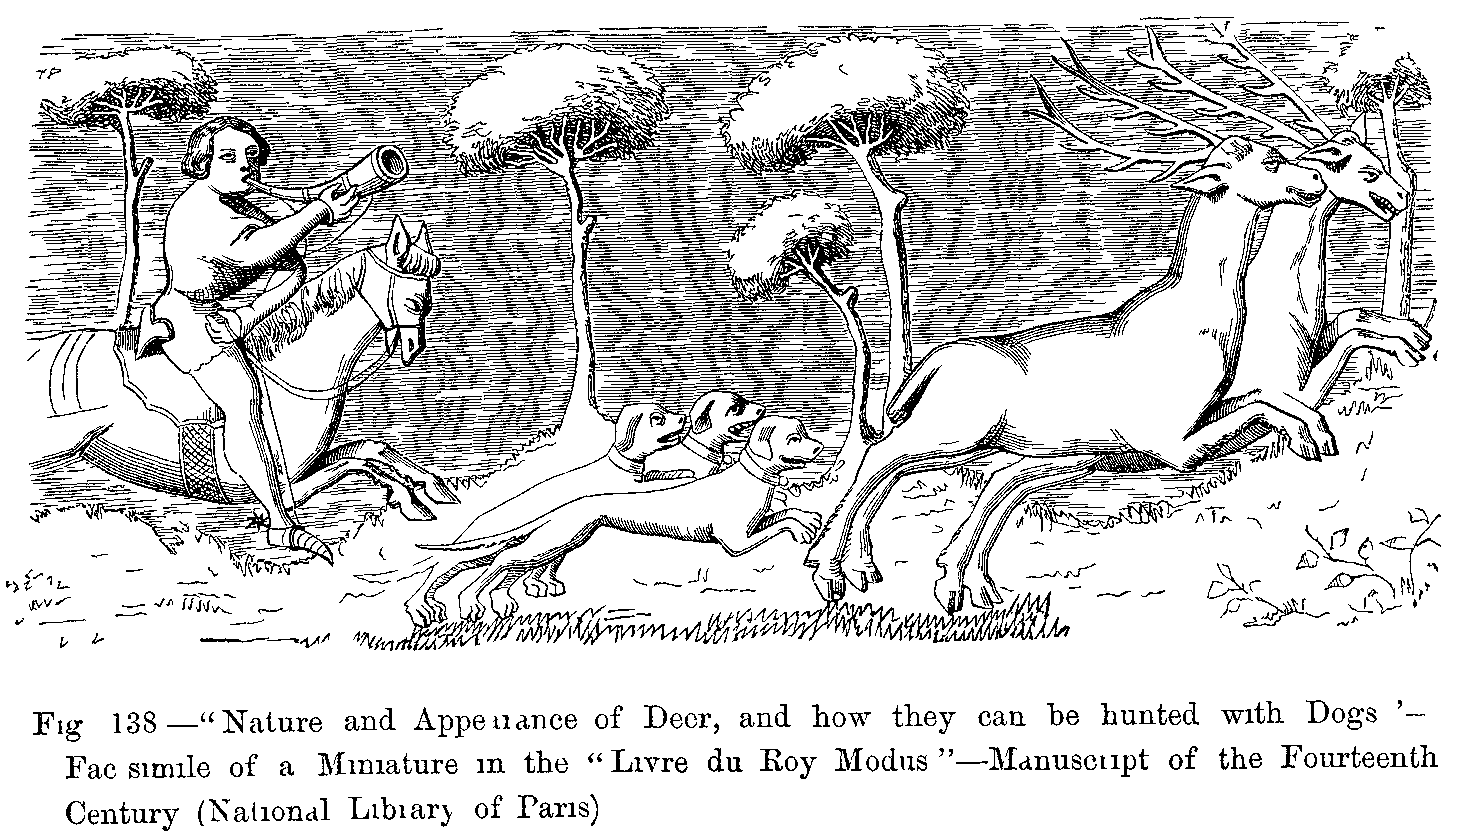 Fig 138 —“Nature and Appearance of Deer, and how they can be hunted with Dogs ’—
Fac simile of a Miniature in the “Livre du Roy Modus”—Manuscript of the Fourteenth
Century (National Library of Paris)